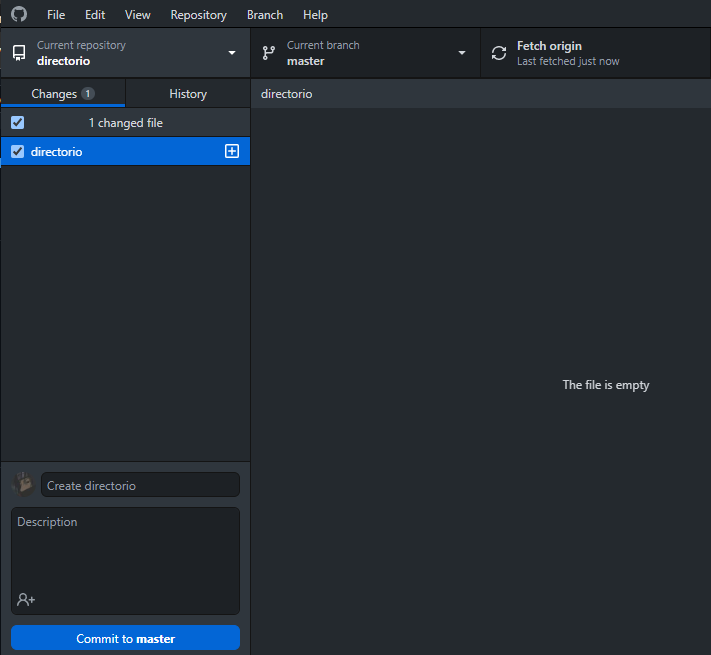 File Edit View Repository Branch Help
Current repository
directorio
Current branch
master
Fetch origin
Last fetched just now
Changes 1 History
1 changed file
directorio
directorio
The file is empty
Create directorio
Description
Commit to master